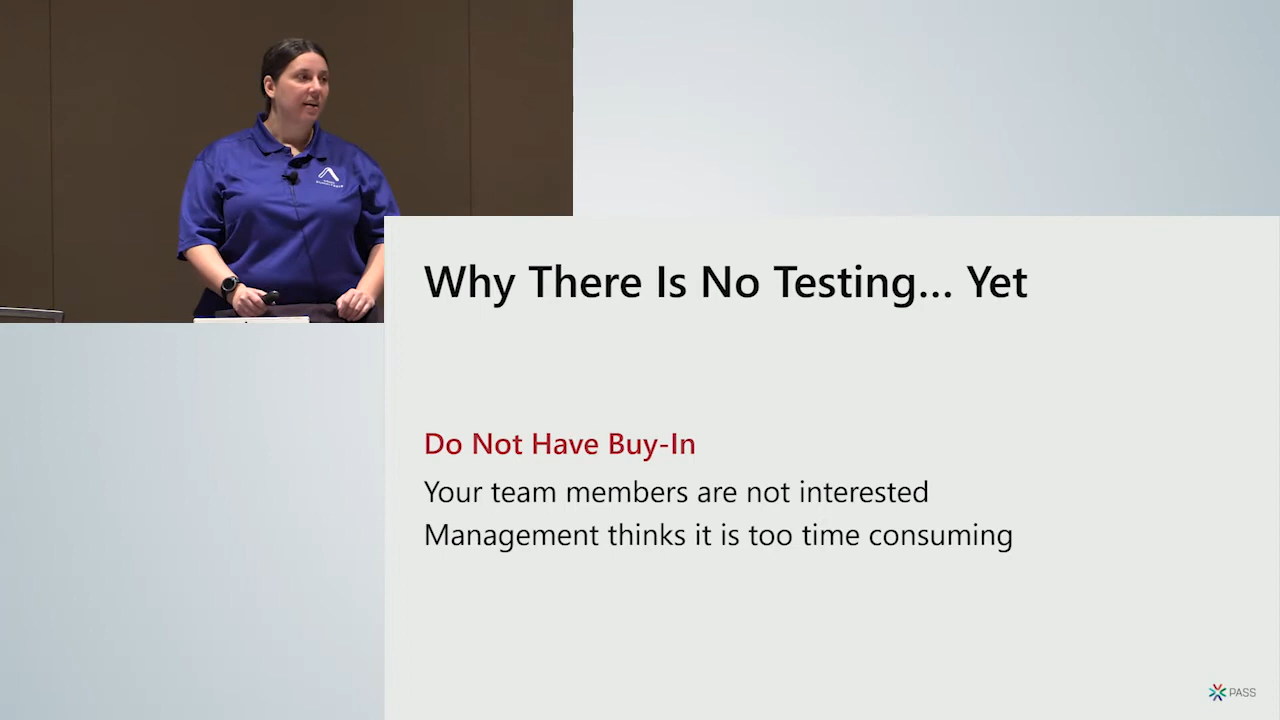 Why There Is No Testing... Yet
Do Not Have Buy-In
Your team members are not interested
Management thinks it is too time consuming
PASS